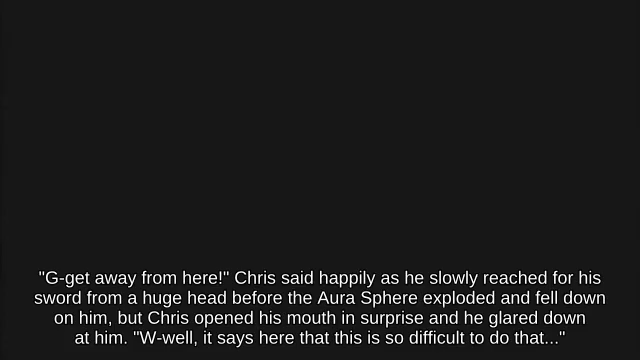 "G-get away from here!" Chris said happily as he slowly reached for his
sword from a huge head before the Aura Sphere exploded and fell down
on him, but Chris opened his mouth in surprise and he glared down
at him. "W-well, it says here that this is so difficult to do that..."